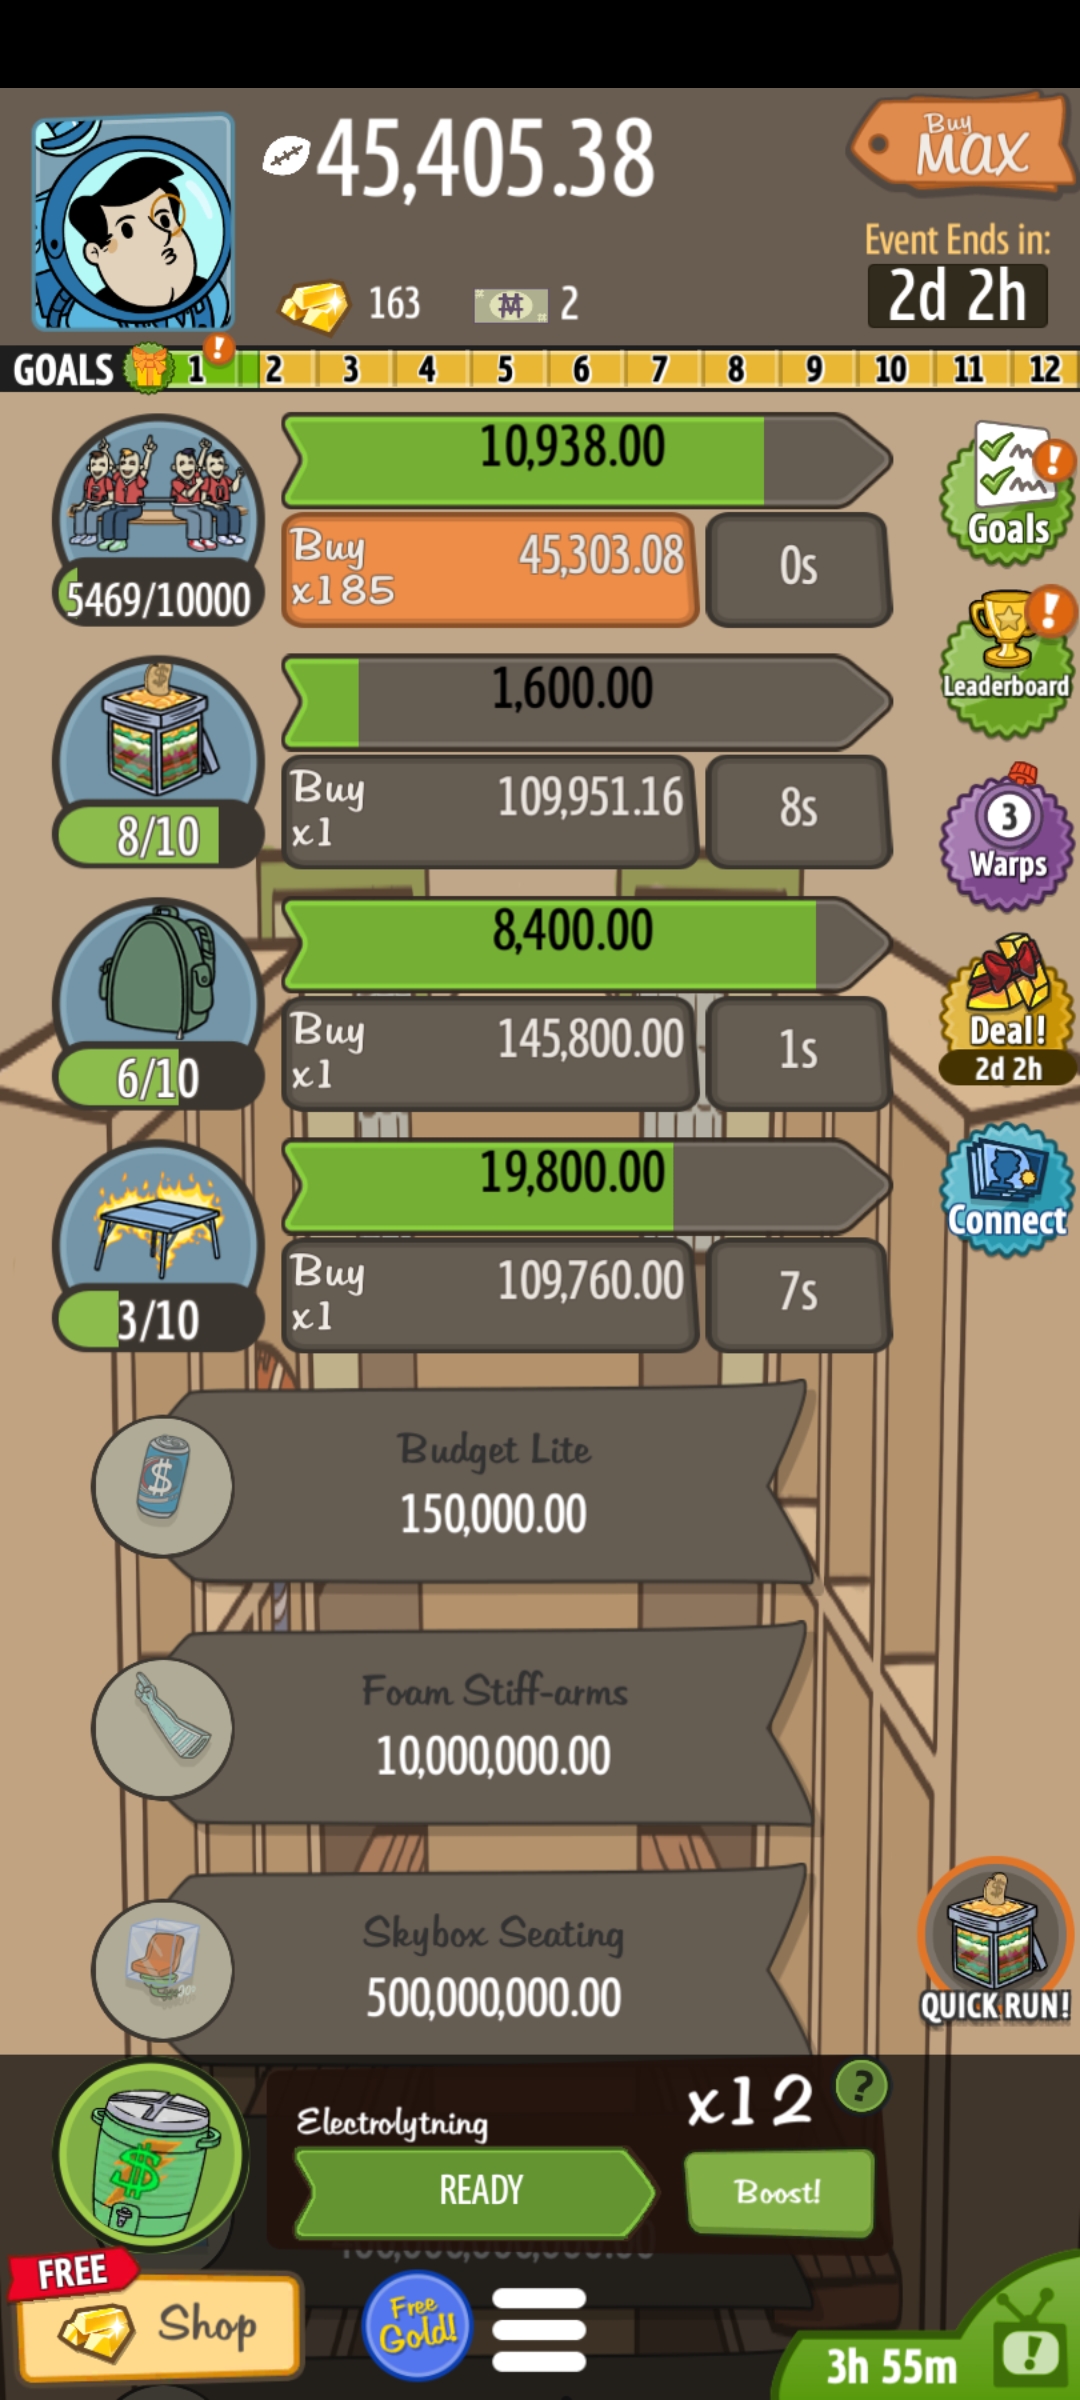 45,405.38
Buy
MAX
Event Ends in:
163
2
2d 2h
GOALS 1 ! 2 3 4 5 6 7 8 9 10 11 12
10,938.00
Buy
x185
45,303.08
0s
5469/10000
!
Goals
1,600.00
!
Leaderboard
Buy
x1
109,951.16
8s
8/10
3
Warps
8,400.00
Buy
x1
145,800.00
1s
6/10
Deal!
2d 2h
19,800.00
Buy
x1
109,760.00
7s
3/10
Connect
Budget Lite
150,000.00
Foam Stiff-arms
10,000,000.00
Skybox Seating
500,000,000.00
QUICK RUN!
Electrolytning
x12
?
READY
Boost!
FREE
Shop
Free
Gold!
3h 55m
!